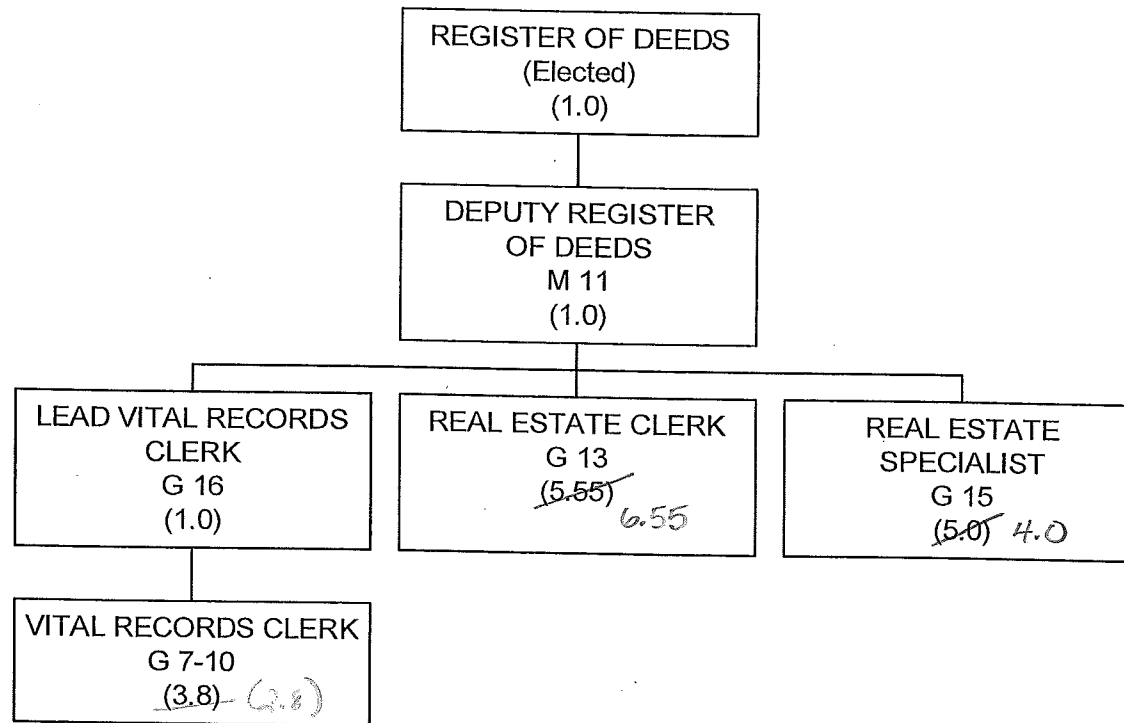 REGISTER OF DEEDS
(Elected)
(1.0)
DEPUTY REGISTER
OF DEEDS
M 11
(1.0)
LEAD VITAL RECORDS
CLERK
G 16
(1.0)
REAL ESTATE CLERK
G 13
(5.55)
6.55
REAL ESTATE
SPECIALIST
G 15
(5.0) 4.0
VITAL RECORDS CLERK
G 7-10
(3.8) (2.8)